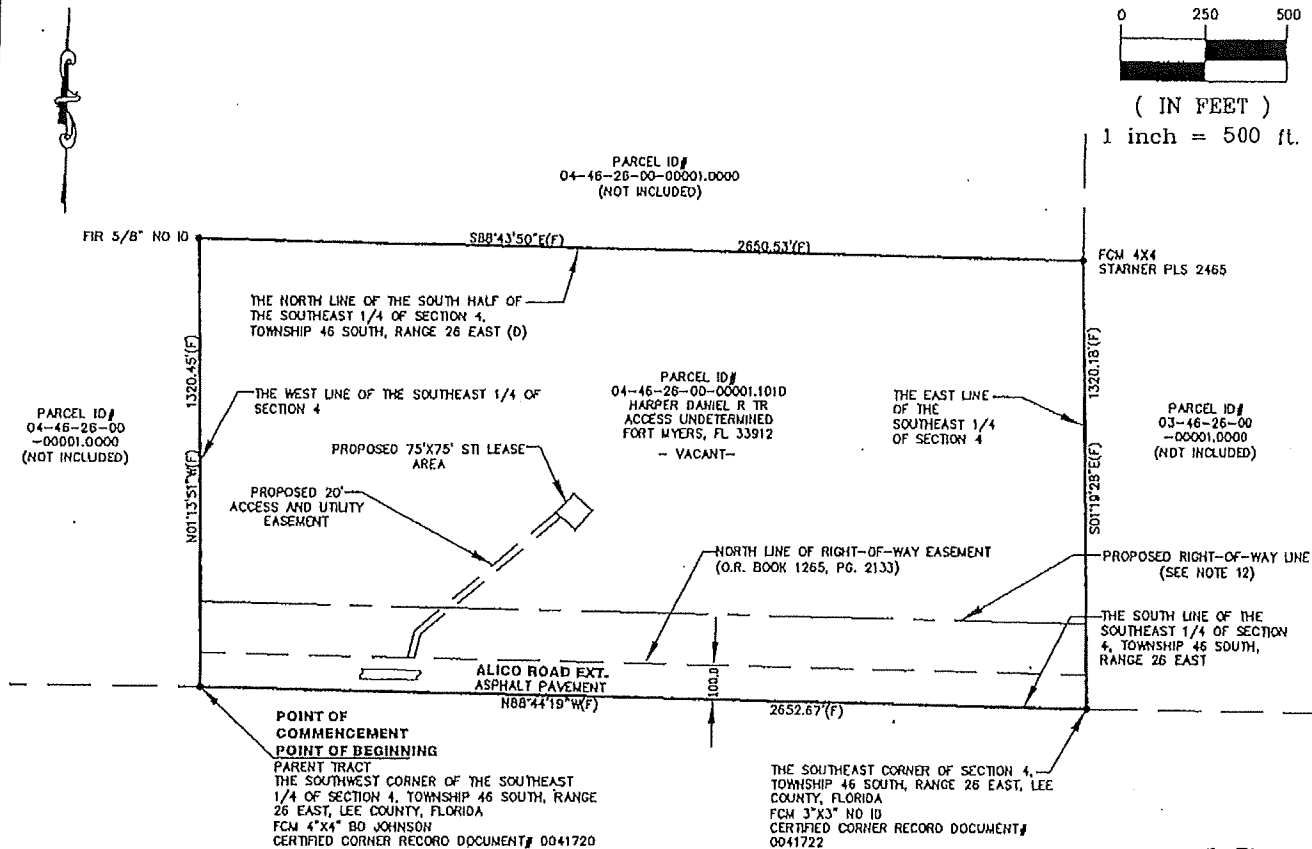 0 250 500
( IN FEET )
1 inch = 500 ft.
PARCEL ID#
04-46-26-00-00001.0000
(NOT INCLUDED)
FIR 5/8" NO ID
S88°43'50"E(F)
2650.53'(F)
FCM 4X4
STARNER PLS 2465
THE NORTH LINE OF THE SOUTH HALF OF
THE SOUTHEAST 1/4 OF SECTION 4,
TOWNSHIP 46 SOUTH, RANGE 26 EAST (D)
N01°13'51"W(F)
1320.45'(F)
THE WEST LINE OF THE SOUTHEAST 1/4 OF
SECTION 4
PARCEL ID#
04-46-26-00
-00001.0000
(NOT INCLUDED)
PARCEL ID#
04-46-26-00-00001.101D
HARPER DANIEL R TR
ACCESS UNDETERMINED
FORT MYERS, FL 33912
- VACANT-
THE EAST LINE
OF THE
SOUTHEAST 1/4
OF SECTION 4
S01°19'28"E(F)
1320.18'(F)
PARCEL ID#
03-46-26-00
-00001.0000
(NOT INCLUDED)
PROPOSED 75'X75' STI LEASE
AREA
PROPOSED 20'
ACCESS AND UTILITY
EASEMENT
NORTH LINE OF RIGHT-OF-WAY EASEMENT
(O.R. BOOK 1265, PG. 2133)
PROPOSED RIGHT-OF-WAY LINE
(SEE NOTE 12)
THE SOUTH LINE OF THE
SOUTHEAST 1/4 OF SECTION
4, TOWNSHIP 46 SOUTH,
RANGE 26 EAST
ALICO ROAD EXT.
ASPHALT PAVEMENT
100.0
N88°44'19"W(F)
2652.67'(F)
POINT OF
COMMENCEMENT
POINT OF BEGINNING
PARENT TRACT
THE SOUTHWEST CORNER OF THE SOUTHEAST
1/4 OF SECTION 4, TOWNSHIP 46 SOUTH, RANGE
26 EAST, LEE COUNTY, FLORIDA
FCM 4"X4" BO JOHNSON
CERTIFIED CORNER RECORD DOCUMENT# 0041720
THE SOUTHEAST CORNER OF SECTION 4,
TOWNSHIP 46 SOUTH, RANGE 26 EAST, LEE
COUNTY, FLORIDA
FCM 3"X3" NO ID
CERTIFIED CORNER RECORD DOCUMENT#
0041722